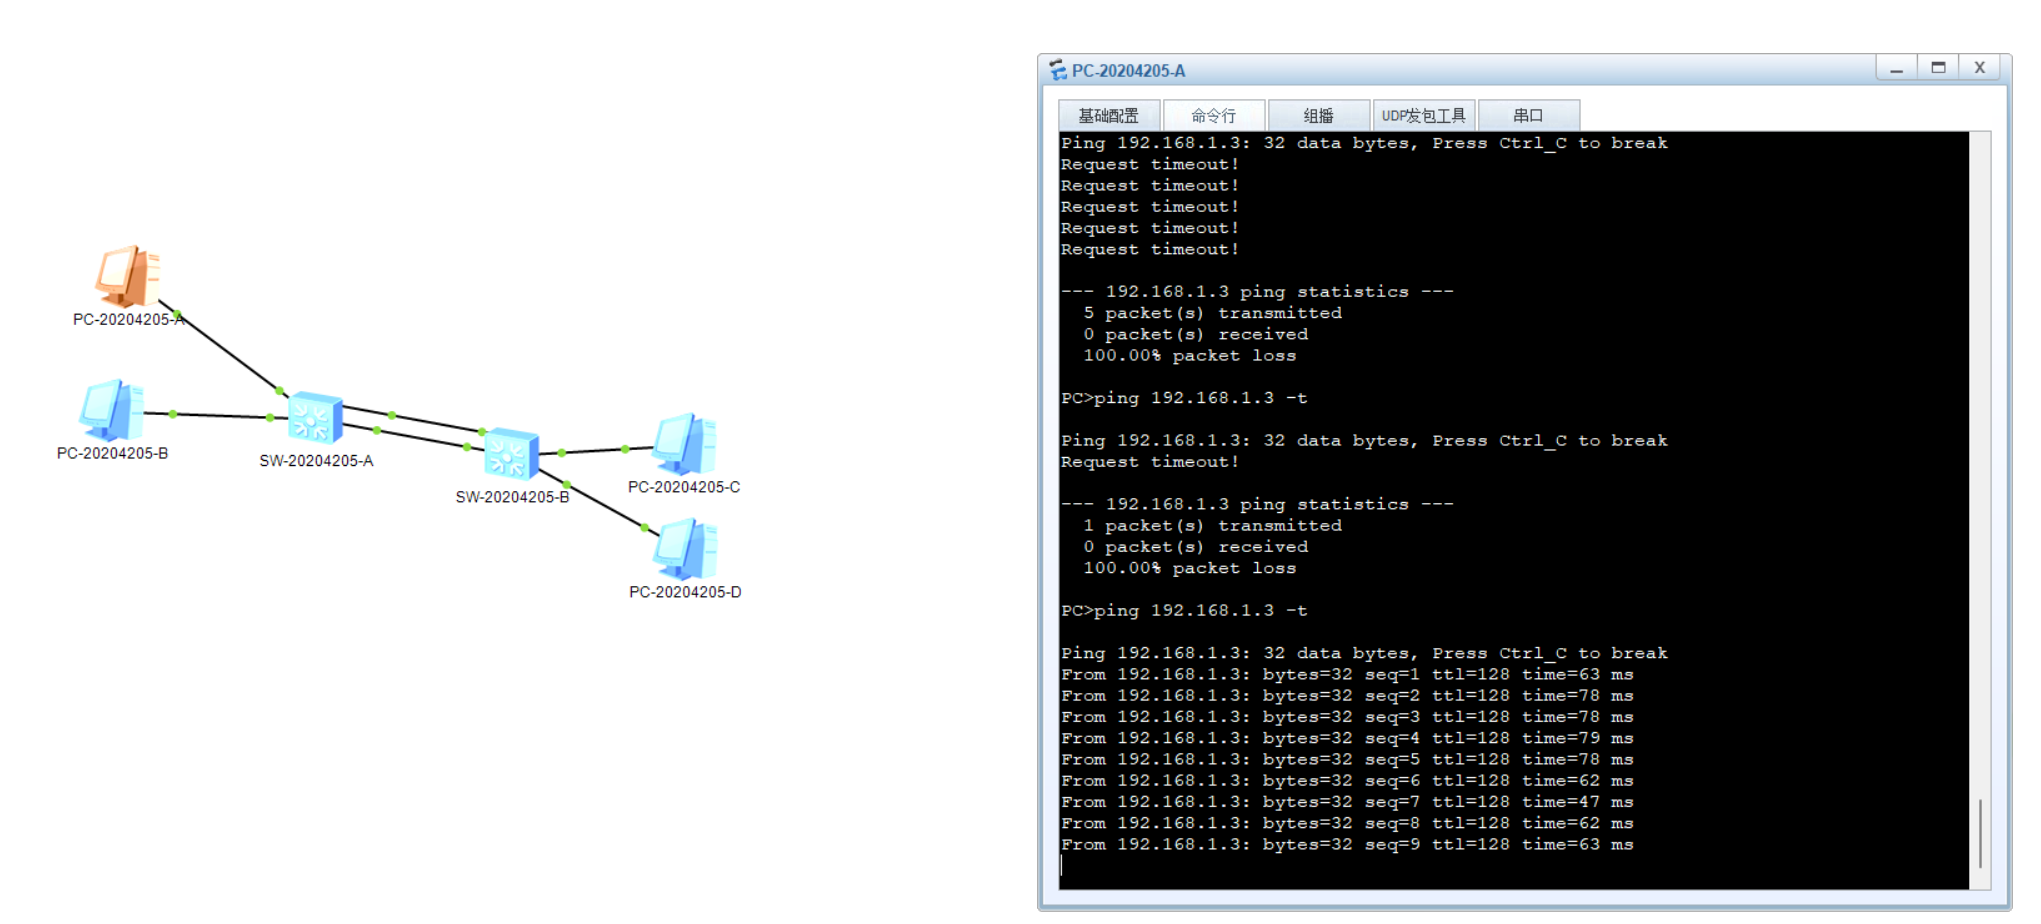 PC-20204205-A
PC-20204205-B
SW-20204205-A
SW-20204205-B
PC-20204205-C
PC-20204205-D
PC-20204205-A
X
基础配置 命令行 组播 UDP发包工具 串口
Ping 192.168.1.3: 32 data bytes, Press Ctrl_C to break
Request timeout!
Request timeout!
Request timeout!
Request timeout!
Request timeout!
--- 192.168.1.3 ping statistics ---
5 packet(s) transmitted
0 packet(s) received
100.00% packet loss
PC>ping 192.168.1.3 -t
Ping 192.168.1.3: 32 data bytes, Press Ctrl_C to break
Request timeout!
--- 192.168.1.3 ping statistics ---
1 packet(s) transmitted
0 packet(s) received
100.00% packet loss
PC>ping 192.168.1.3 -t
Ping 192.168.1.3: 32 data bytes, Press Ctrl_C to break
From 192.168.1.3: bytes=32 seq=1 ttl=128 time=63 ms
From 192.168.1.3: bytes=32 seq=2 ttl=128 time=78 ms
From 192.168.1.3: bytes=32 seq=3 ttl=128 time=78 ms
From 192.168.1.3: bytes=32 seq=4 ttl=128 time=79 ms
From 192.168.1.3: bytes=32 seq=5 ttl=128 time=78 ms
From 192.168.1.3: bytes=32 seq=6 ttl=128 time=62 ms
From 192.168.1.3: bytes=32 seq=7 ttl=128 time=47 ms
From 192.168.1.3: bytes=32 seq=8 ttl=128 time=62 ms
From 192.168.1.3: bytes=32 seq=9 ttl=128 time=63 ms